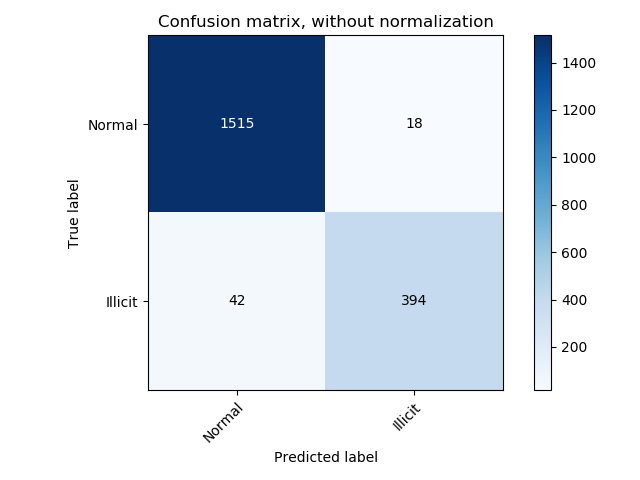 Confusion matrix, without normalization
True label
Normal
1515 18
Illicit
42 394
Normal
Illicit
Predicted label
1400
1200
1000
800
600
400
200